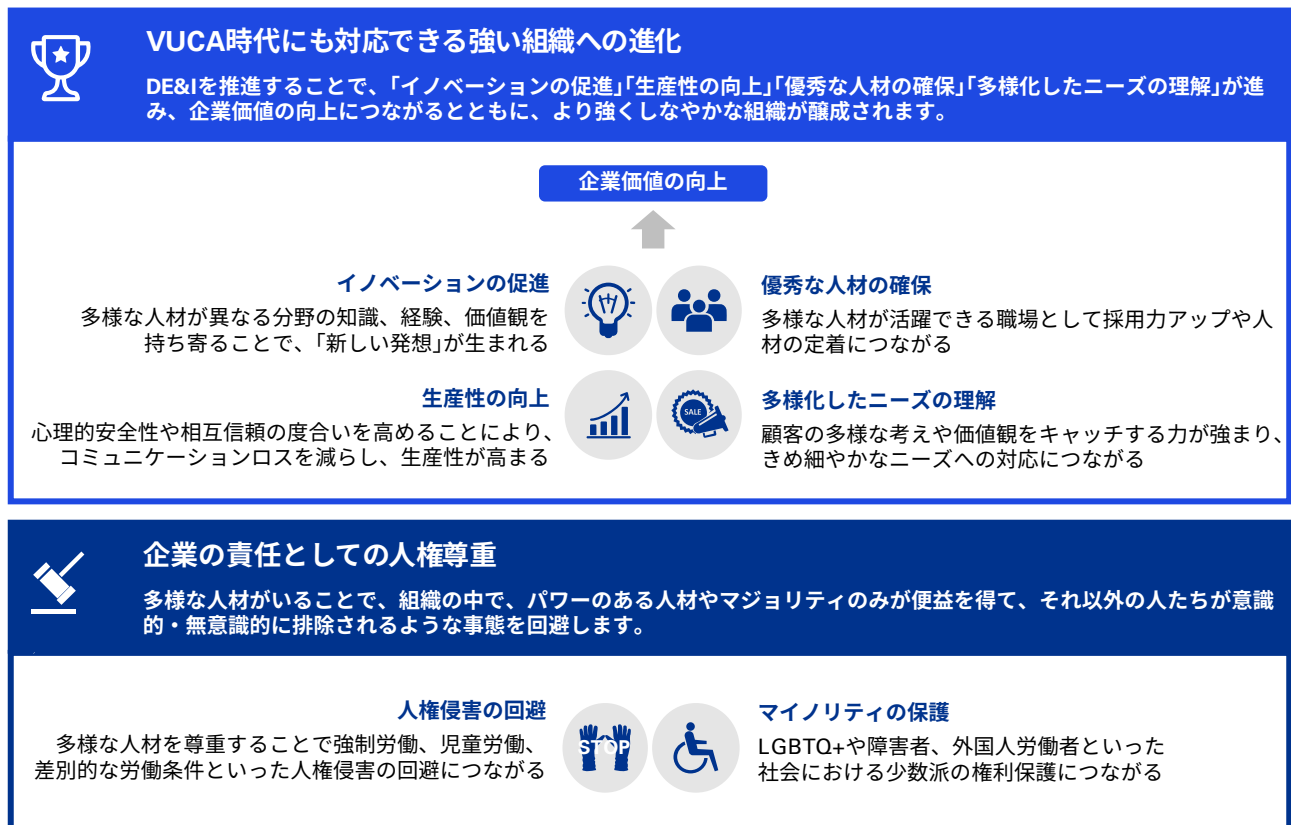 VUCA時代にも対応できる強い組織への進化
DE&Iを推進することで、「イノベーションの促進」「生産性の向上」「優秀な人材の確保」「多様化したニーズの理解」が進
み、企業価値の向上につながるとともに、より強くしなやかな組織が醸成されます。
企業価値の向上
イノベーションの促進
多様な人材が異なる分野の知識、経験、価値観を
持ち寄ることで、「新しい発想」が生まれる
優秀な人材の確保
多様な人材が活躍できる職場として採用力アップや人
材の定着につながる
生産性の向上
心理的安全性や相互信頼の度合いを高めることにより、
コミュニケーションロスを減らし、生産性が高まる
SALE
多様化したニーズの理解
顧客の多様な考えや価値観をキャッチする力が強まり、
きめ細やかなニーズへの対応につながる
企業の責任としての人権尊重
多様な人材がいることで、組織の中で、パワーのある人材やマジョリティのみが便益を得て、それ以外の人たちが意識
的・無意識的に排除されるような事態を回避します。
人権侵害の回避
多様な人材を尊重することで強制労働、児童労働、
差別的な労働条件といった人権侵害の回避につながる
STOP
マイノリティの保護
LGBTQ+や障害者、外国人労働者といった
社会における少数派の権利保護につながる